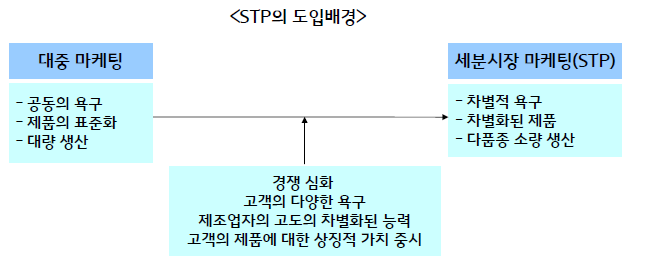 <STP의 도입배경>
대중 마케팅
- 공동의 욕구
- 제품의 표준화
- 대량 생산
세분시장 마케팅(STP)
- 차별적 욕구
- 차별화된 제품
- 다품종 소량 생산
경쟁 심화
고객의 다양한 욕구
제조업자의 고도의 차별화된 능력
고객의 제품에 대한 상징적 가치 중시